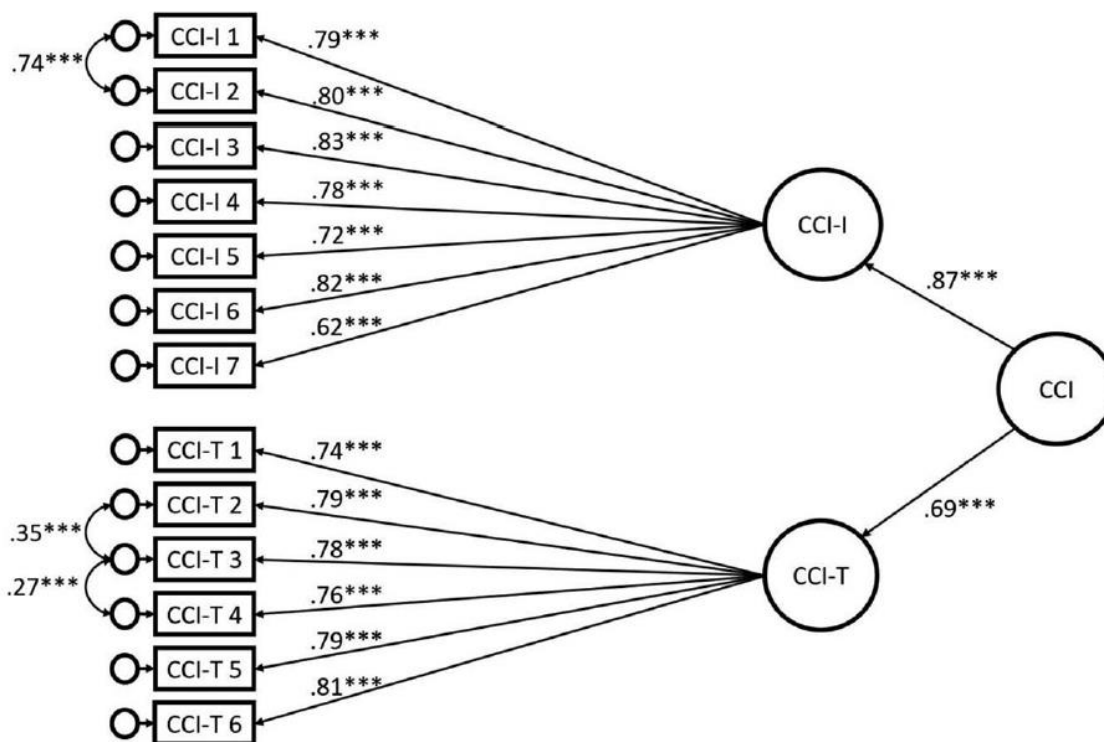 CCI-I 1
.79***
.74***
CCI-I 2
.80***
CCI-I 3
.83***
CCI-I 4
.78***
CCI-I 5
.72***
CCI-I 6
.82***
CCI-I 7
.62***
CCI-I
.87***
CCI
CCI-T 1
.74***
CCI-T 2
.79***
.35***
CCI-T 3
.78***
.27***
CCI-T 4
.76***
CCI-T 5
.79***
CCI-T 6
.81***
CCI-T
.69***